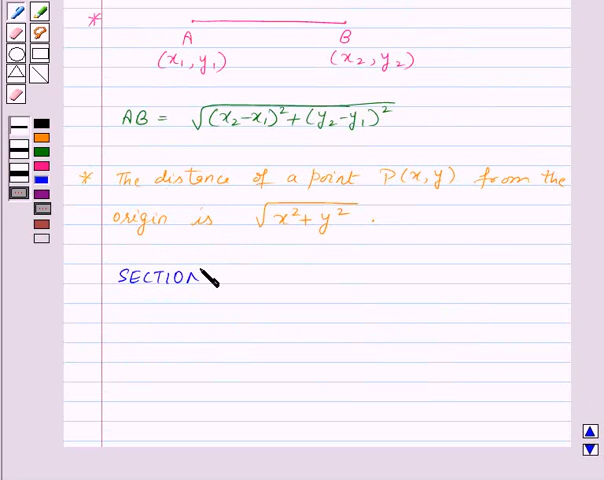 *
A B
(x₁, y₁) (x₂, y₂)
AB = √(x₂-x₁)²+(y₂-y₁)²
* The distance of a point P(x, y) from the
origin is √x²+y² .
SECTION